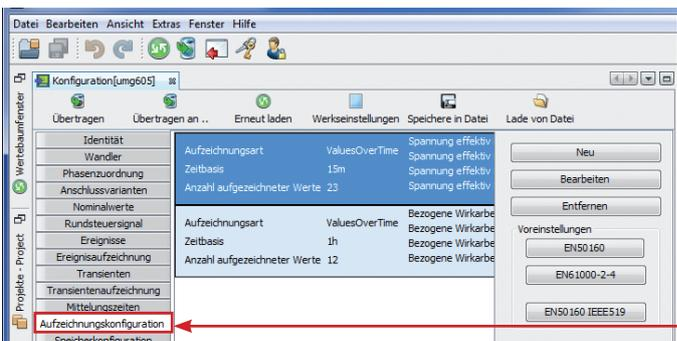 Datei Bearbeiten Ansicht Extras Fenster Hilfe
Konfiguration[umg605]
Übertragen Übertragen an .. Erneut laden Werkseinstellungen Speichere in Datei Lade von Datei
Wertebaumfenster
Projekte - Project
Identität
Wandler
Phasenzuordnung
Anschlussvarianten
Nominalwerte
Rundsteuersignal
Ereignisse
Ereignisaufzeichnung
Transienten
Transientenaufzeichnung
Mittelungszeiten
Aufzeichnungskonfiguration
Speicherkonfiguration
Aufzeichnungsart ValuesOverTime Spannung effektiv
Zeitbasis 15m Spannung effektiv
Anzahl aufgezeichneter Werte 23 Spannung effektiv
Aufzeichnungsart ValuesOverTime Bezogene Wirkarbe
Bezogene Wirkarbe
Zeitbasis 1h Bezogene Wirkarbe
Anzahl aufgezeichneter Werte 12 Bezogene Wirkarbe
Neu
Bearbeiten
Entfernen
Voreinstellungen
EN50160
EN61000-2-4
EN50160 IEEE519